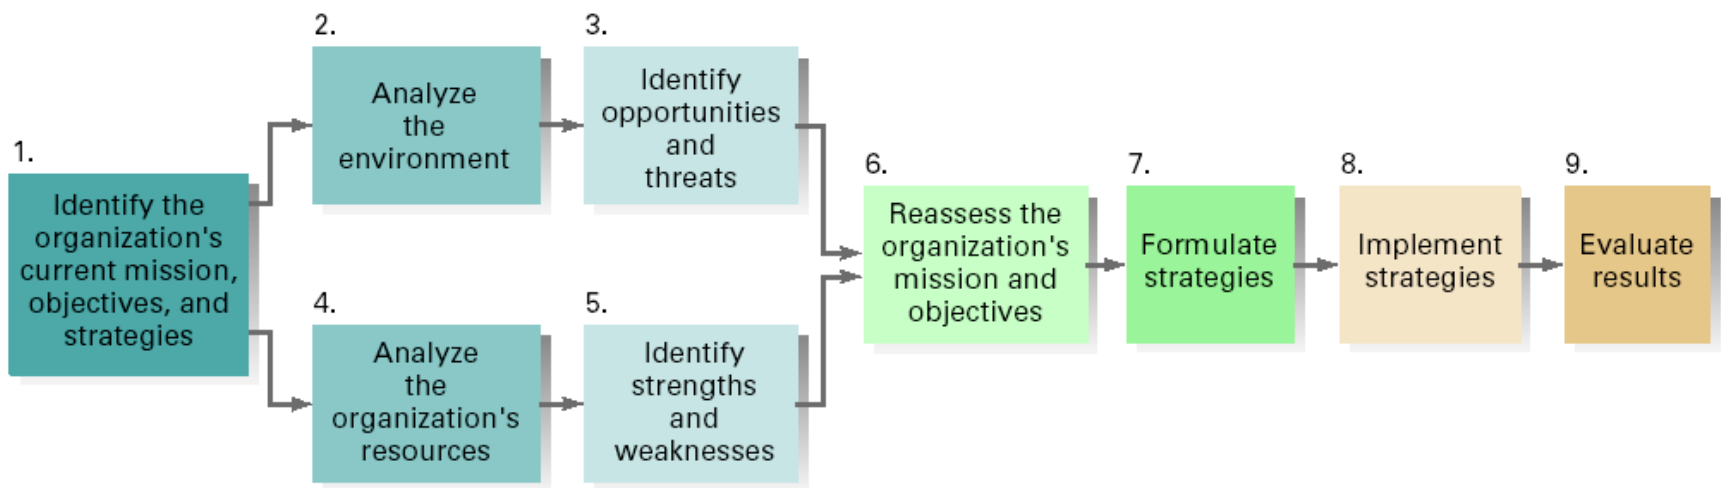 1.
Identify the
organization's
current mission,
objectives, and
strategies
2.
Analyze
the
environment
3.
Identify
opportunities
and
threats
4.
Analyze
the
organization's
resources
5.
Identify
strengths
and
weaknesses
6.
Reassess the
organization's
mission and
objectives
7.
Formulate
strategies
8.
Implement
strategies
9.
Evaluate
results